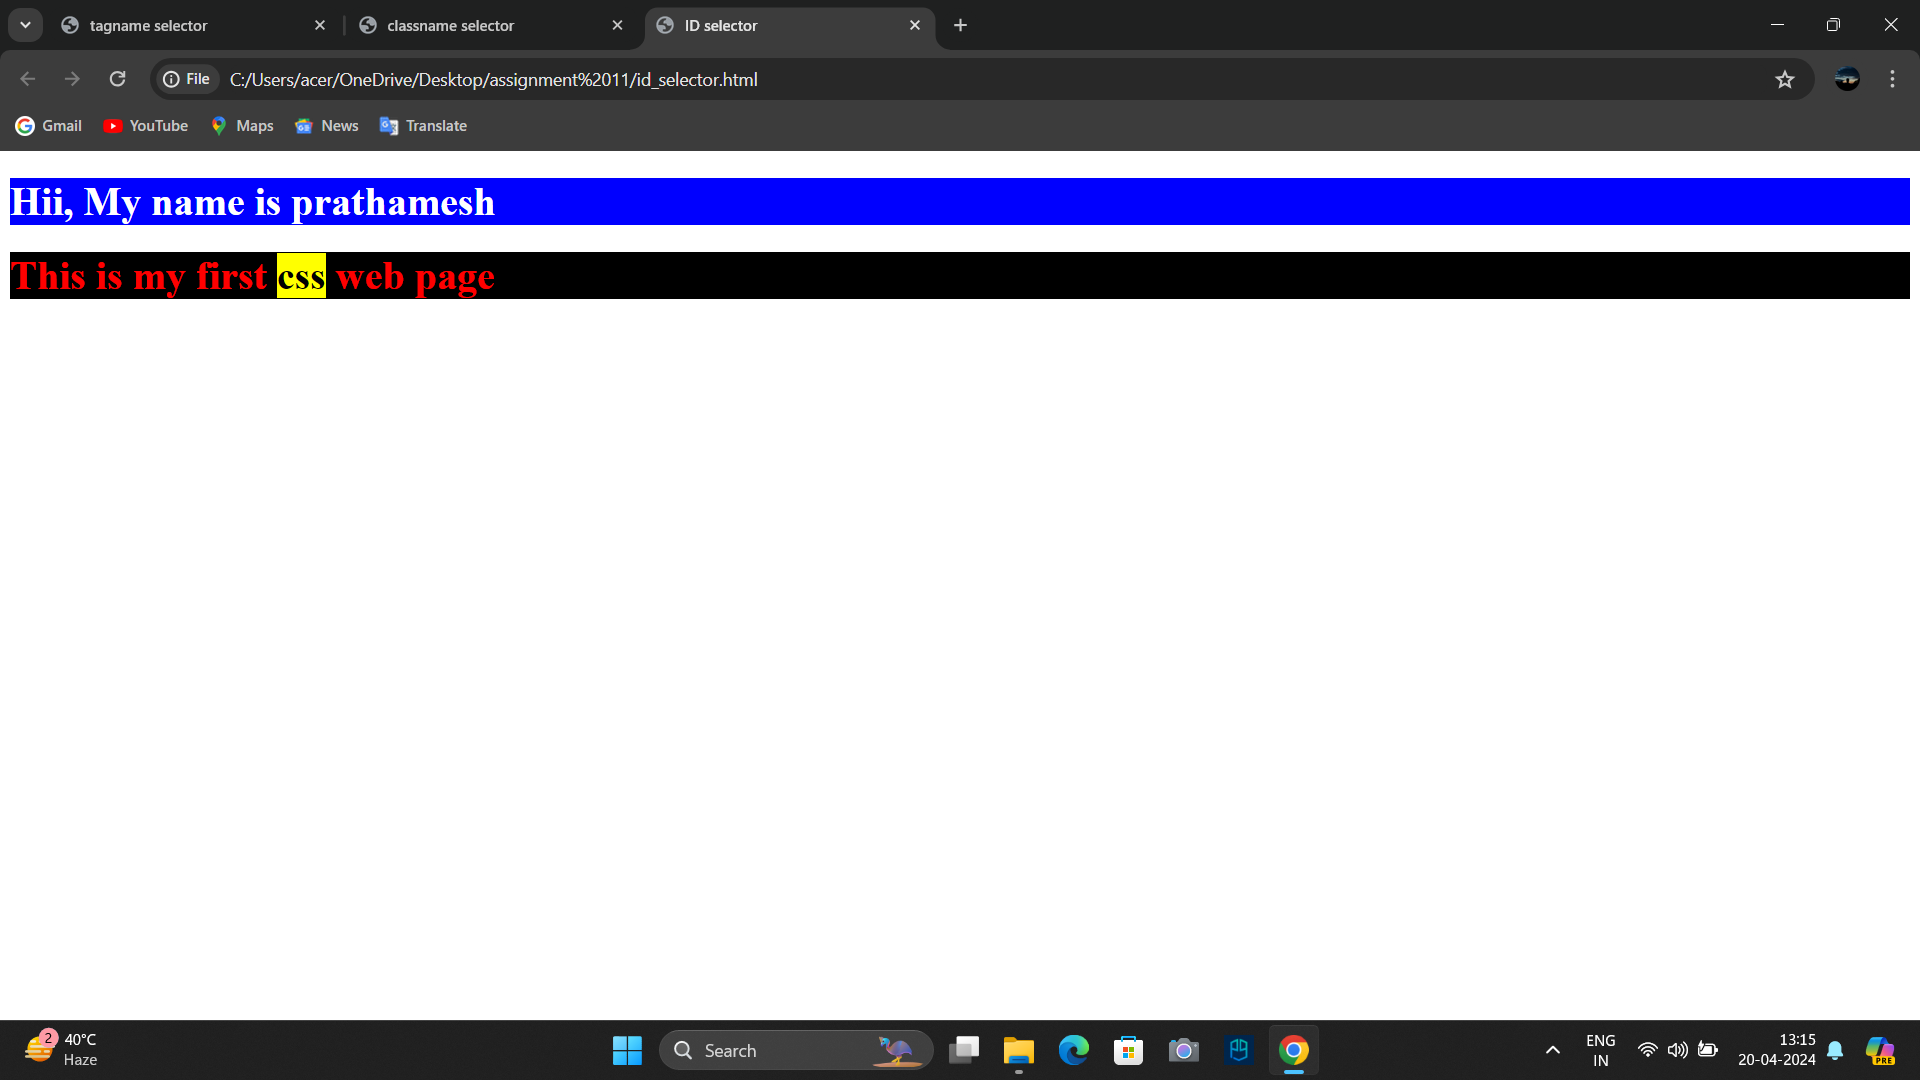 tagname selector
classname selector
ID selector
File
C:/Users/acer/OneDrive/Desktop/assignment%2011/id_selector.html
Gmail
YouTube
Maps
News
Translate
Hii, My name is prathamesh
This is my first css web page
2
40°C
Haze
Search
ENG
IN
13:15
20-04-2024
PRE